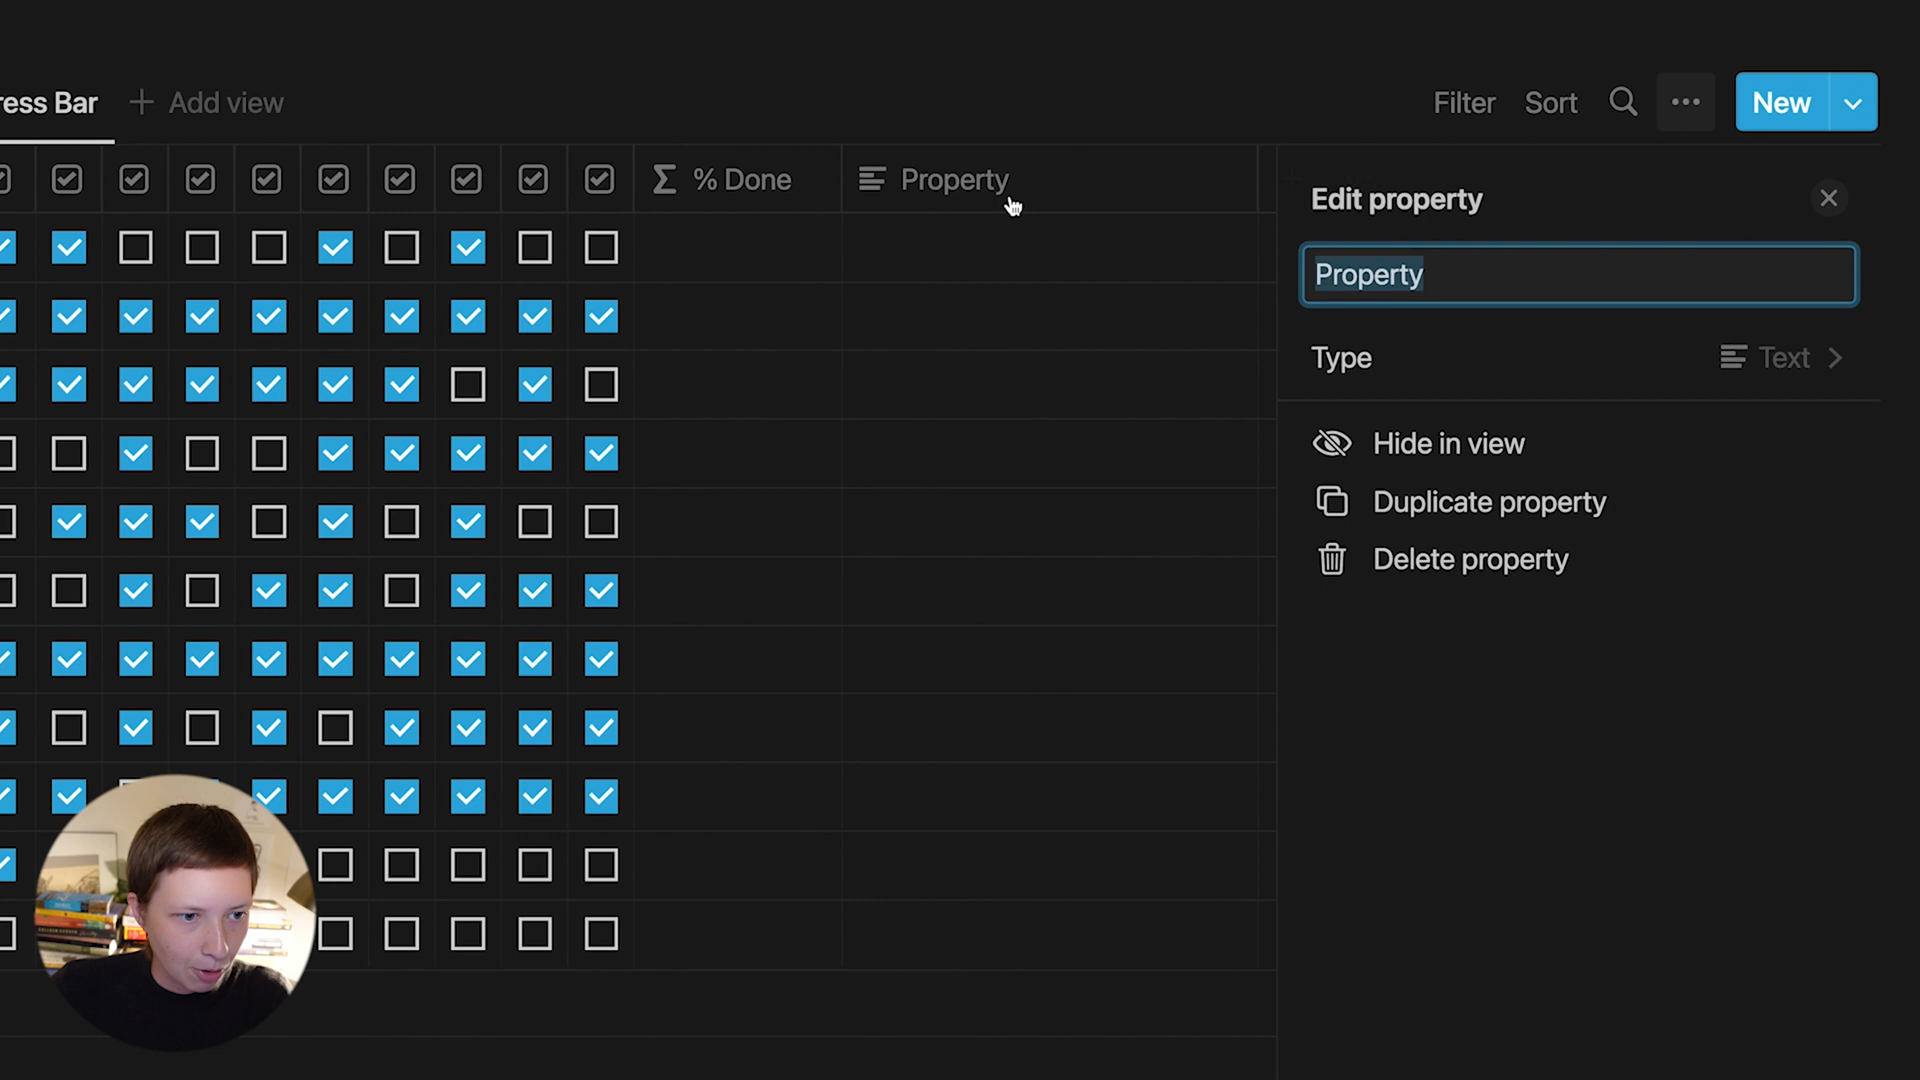 ress Bar
Add view
Filter
Sort
New
% Done
Property
Edit property
Property
Type
Text
Hide in view
Duplicate property
Delete property